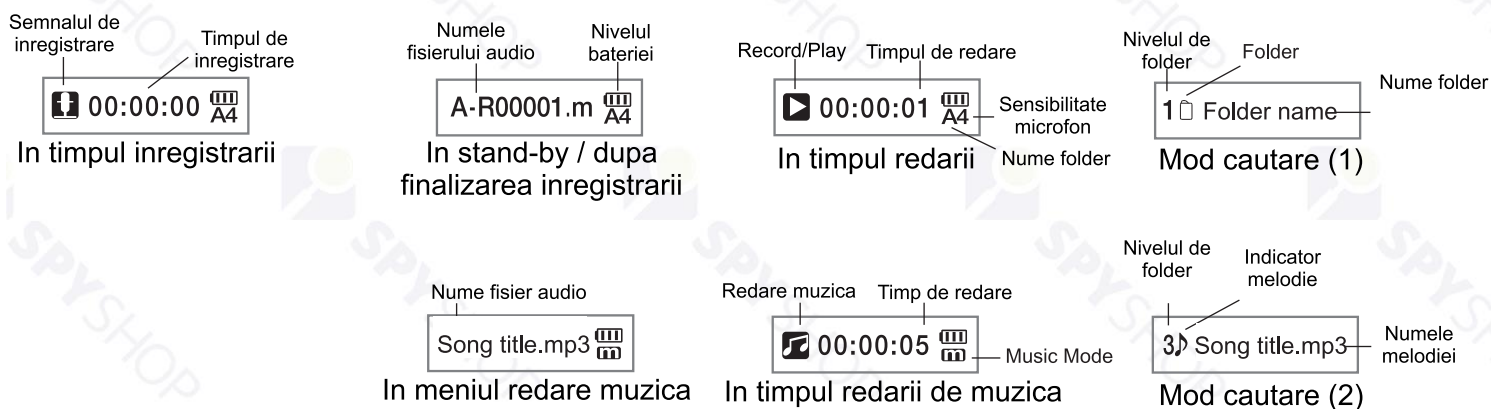 Semnalul de
inregistrare
Timpul de
inregistrare
00:00:00
A4
In timpul inregistrarii
Numele
fisierului audio
Nivelul
bateriei
A-R00001.m
A4
In stand-by / dupa
finalizarea inregistrarii
Record/Play
Timpul de redare
00:00:01
A4
Sensibilitate
microfon
Nume folder
In timpul redarii
Nivelul de
folder
Folder
Nume folder
1 Folder name
Mod cautare (1)
Nume fisier audio
Song title.mp3
m
In meniul redare muzica
Redare muzica
Timp de redare
00:00:05
m
Music Mode
In timpul redarii de muzica
Nivelul de
folder
Indicator
melodie
3♪ Song title.mp3
Numele
melodiei
Mod cautare (2)
SPYSHOP
SPYSHOP
SPYSHOP
SPYSHOP